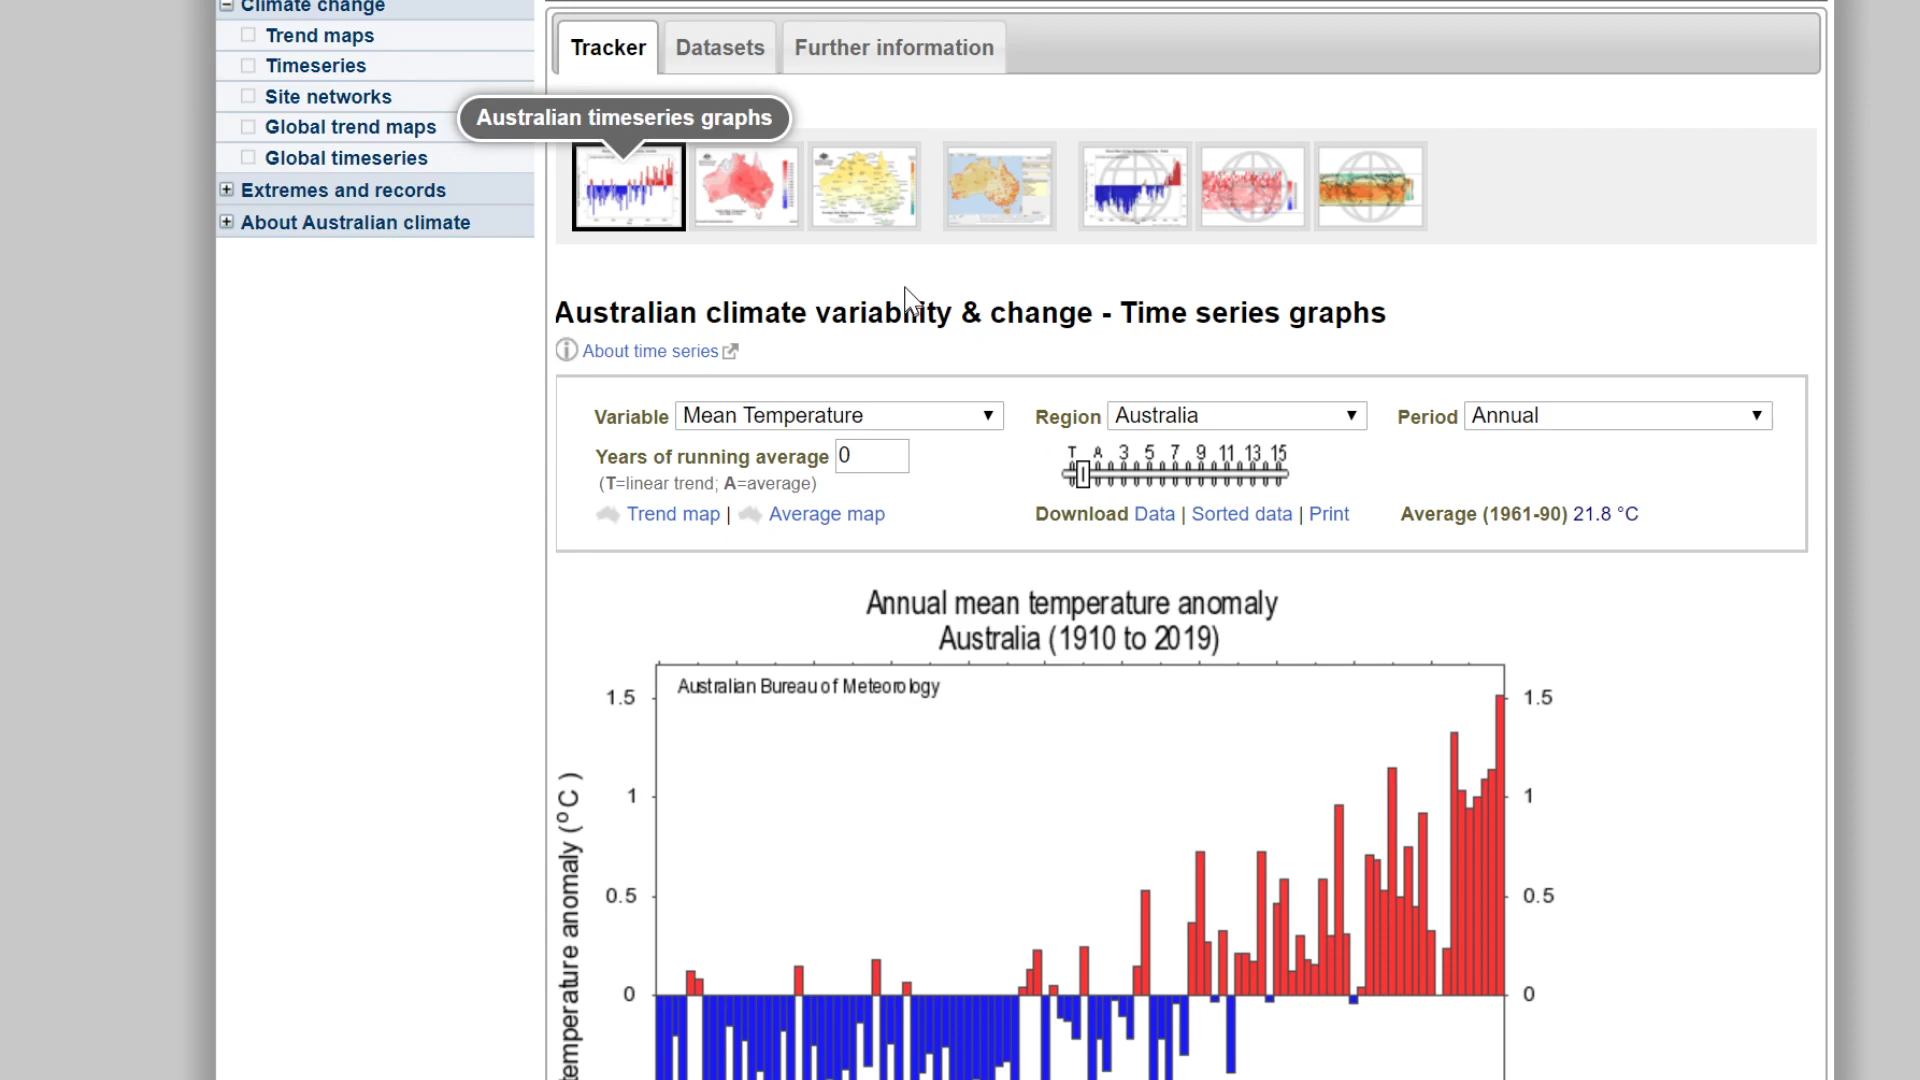 Climate change
Trend maps
Timeseries
Site networks
Global trend maps
Global timeseries
Extremes and records
About Australian climate
Tracker Datasets Further information
Australian timeseries graphs
Australian climate variability & change - Time series graphs
About time series
Variable Mean Temperature Region Australia Period Annual
Years of running average 0 T A 3 5 7 9 11 13 15
(T=linear trend; A=average)
Trend map | Average map Download Data | Sorted data | Print Average (1961-90) 21.8 °C
Annual mean temperature anomaly
Australia (1910 to 2019)
Australian Bureau of Meteorology
1.5 1.5
1 1
0.5 0.5
0 0
temperature anomaly (°C)